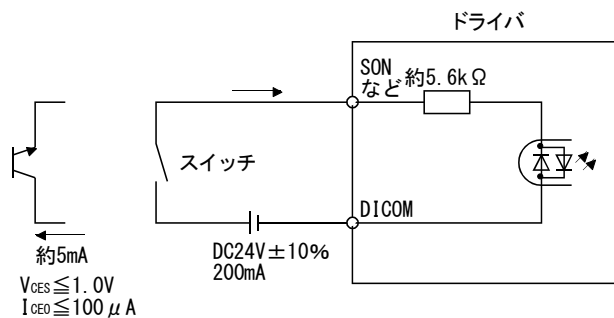 ドライバ
SON
など
約5.6kΩ
スイッチ
DICOM
約5mA
DC24V±10%
200mA
VCES≦1.0V
ICEO≦100μA